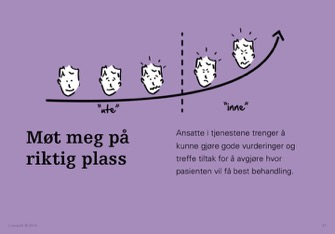 "ute"
"inne"
Møt meg på
riktig plass
Ansatte i tjenestene trenger å
kunne gjøre gode vurderinger og
treffe tiltak for å avgjøre hvor
pasienten vil få best behandling.